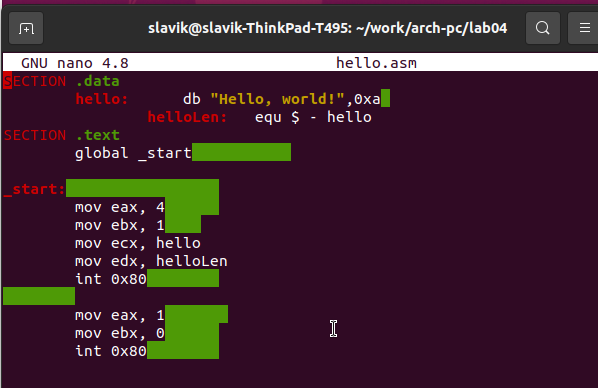 slavik@slavik-ThinkPad-T495: ~/work/arch-pc/lab04
GNU nano 4.8 hello.asm
SECTION .data
hello: db "Hello, world!",0xa
helloLen: equ $ - hello
SECTION .text
global _start
_start:
mov eax, 4
mov ebx, 1
mov ecx, hello
mov edx, helloLen
int 0x80
mov eax, 1
mov ebx, 0
int 0x80